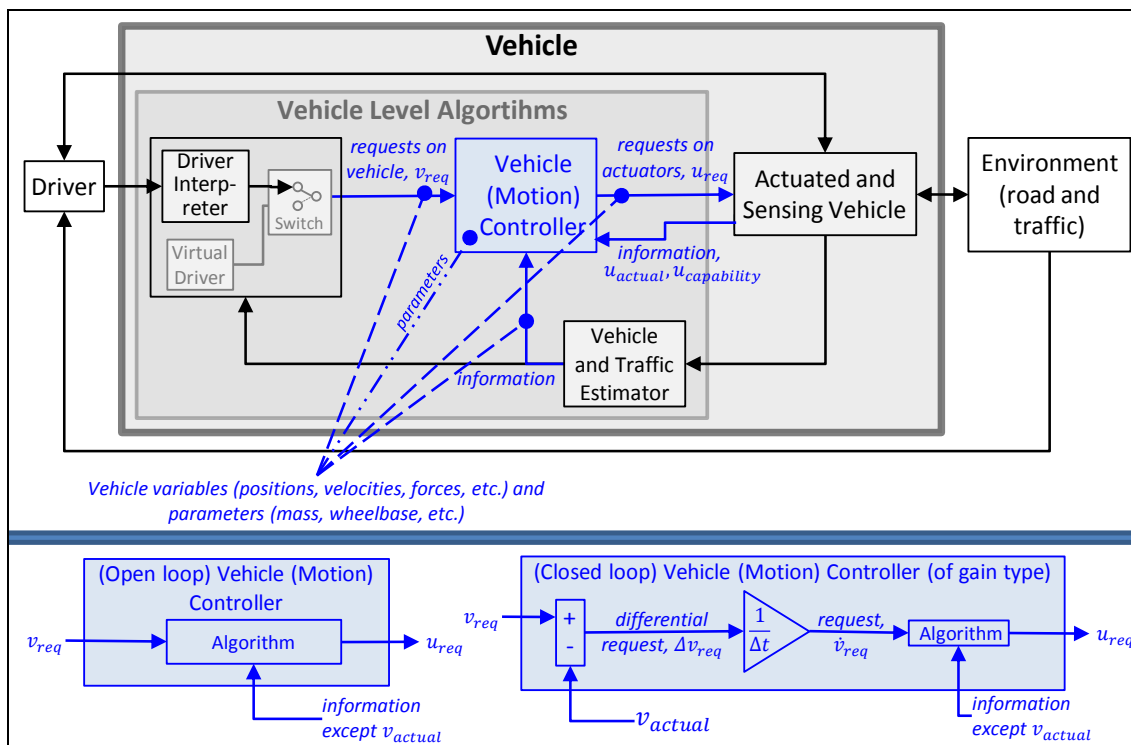 Vehicle
Vehicle Level Algortihms
Driver
Driver
Interp-
reter
Switch
Virtual
Driver
requests on
vehicle, v_req
Vehicle
(Motion)
Controller
requests on
actuators, u_req
Actuated and
Sensing Vehicle
Environment
(road and
traffic)
information,
u_actual, u_capability
parameters
information
Vehicle
and Traffic
Estimator
Vehicle variables (positions, velocities, forces, etc.) and
parameters (mass, wheelbase, etc.)
(Open loop) Vehicle (Motion)
Controller
v_req
Algorithm
u_req
information
except v_actual
(Closed loop) Vehicle (Motion) Controller (of gain type)
v_req
+
-
differential
request, Δv_req
1
Δt
request,
v̇_req
Algorithm
u_req
v_actual
information
except v_actual